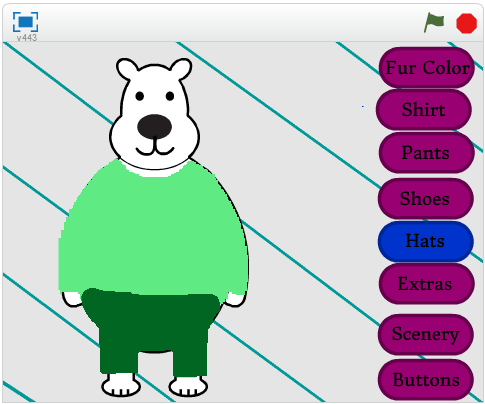 v443
Fur Color
Shirt
Pants
Shoes
Hats
Extras
Scenery
Buttons